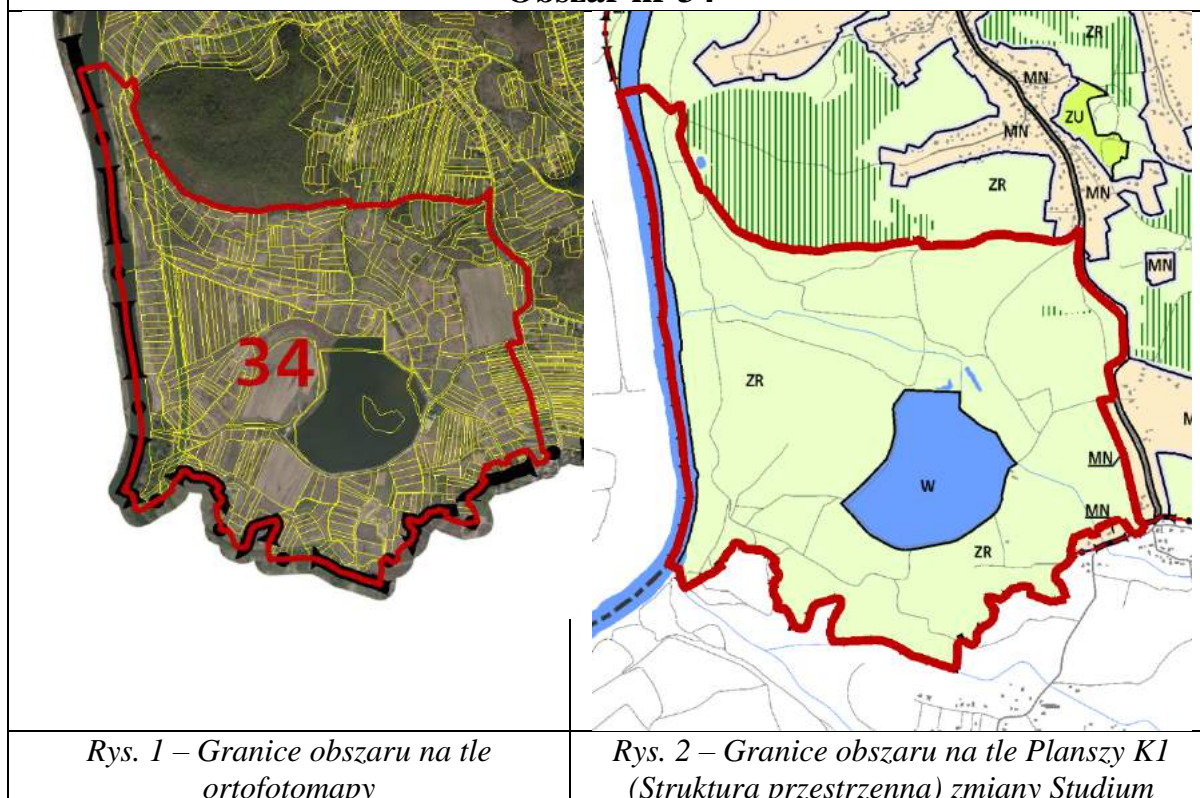 Obszar nr 34
34
ZR
MN
ZU
MN
ZR
MN
MN
ZR
M
MN
W
MN
ZR
Rys. 1 – Granice obszaru na tle
ortofotomapy
Rys. 2 – Granice obszaru na tle Planszy K1
(Struktura przestrzenna) zmiany Studium